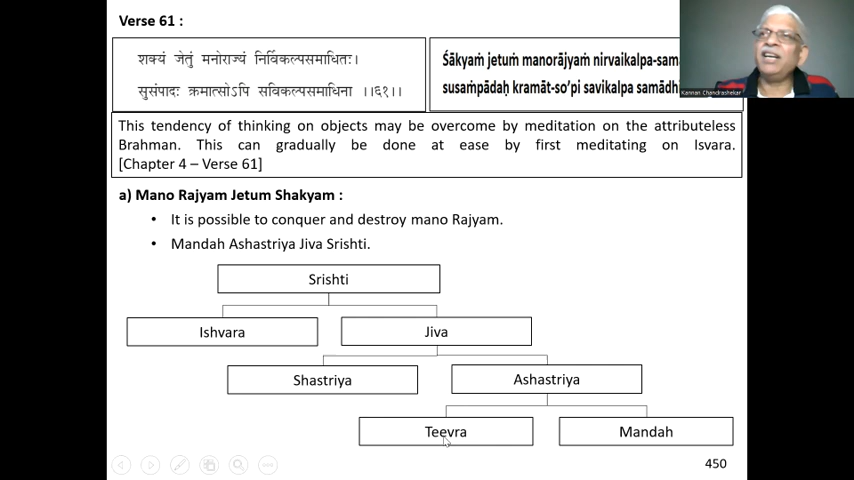 Verse 61 :
शक्यं जेतुं मनोराज्यं निर्विकल्पसमाधितः।
सुसंपादः क्रमात्सोऽपि सविकल्पसमाधिना ।।६१।।
Śākyaṁ jetuṁ manorājyaṁ nirvaikalpa-sam
susaṁpādaḥ kramāt-so’pi savikalpa samādh
Kannan Chandrashekar
This tendency of thinking on objects may be overcome by meditation on the attributeless
Brahman. This can gradually be done at ease by first meditating on Isvara.
[Chapter 4 – Verse 61]
a) Mano Rajyam Jetum Shakyam :
• It is possible to conquer and destroy mano Rajyam.
• Mandah Ashastriya Jiva Srishti.
Srishti
Ishvara
Jiva
Shastriya
Ashastriya
Teevra
Mandah
450